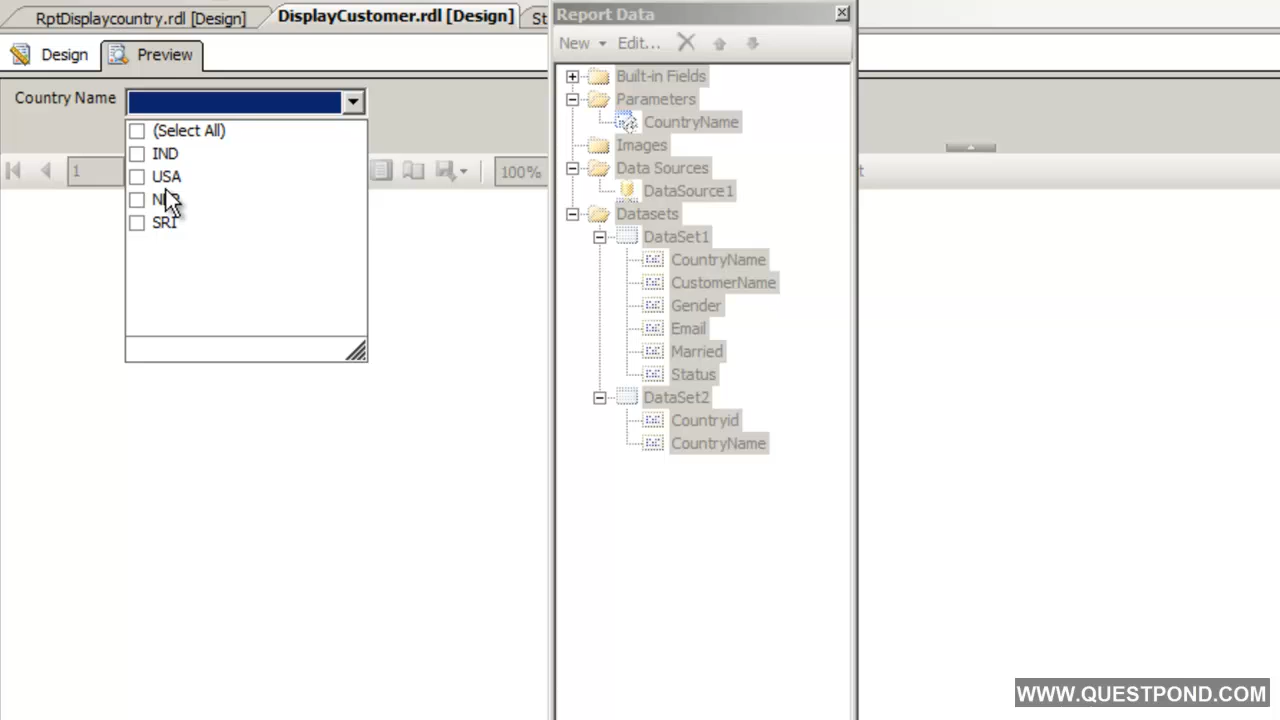 RptDisplaycountry.rdl [Design]
DisplayCustomer.rdl [Design]
St
Design
Preview
Country Name
(Select All)
IND
USA
SRI
1
100%
t
Report Data
New
Edit...
Built-in Fields
Parameters
CountryName
Images
Data Sources
DataSource1
Datasets
DataSet1
CountryName
CustomerName
Gender
Email
Married
Status
DataSet2
Countryid
CountryName
WWW.QUESTPOND.COM